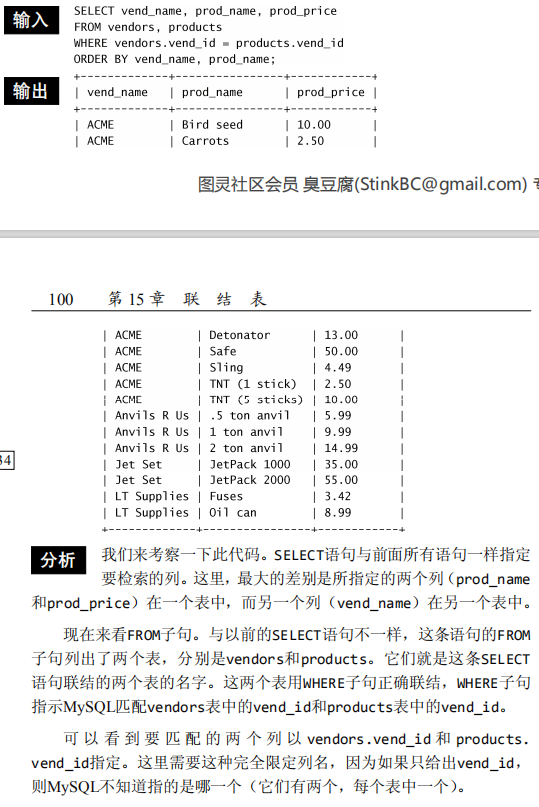 输入
SELECT vend_name, prod_name, prod_price
FROM vendors, products
WHERE vendors.vend_id = products.vend_id
ORDER BY vend_name, prod_name;
输出
+-------------+----------------+------------+
| vend_name | prod_name | prod_price |
+-------------+----------------+------------+
| ACME | Bird seed | 10.00 |
| ACME | Carrots | 2.50 |
图灵社区会员 臭豆腐(StinkBC@gmail.com) 专
100 第 15 章 联 结 表
| ACME | Detonator | 13.00 |
| ACME | Safe | 50.00 |
| ACME | Sling | 4.49 |
| ACME | TNT (1 stick) | 2.50 |
| ACME | TNT (5 sticks) | 10.00 |
| Anvils R Us | .5 ton anvil | 5.99 |
| Anvils R Us | 1 ton anvil | 9.99 |
| Anvils R Us | 2 ton anvil | 14.99 |
| Jet Set | JetPack 1000 | 35.00 |
| Jet Set | JetPack 2000 | 55.00 |
| LT Supplies | Fuses | 3.42 |
| LT Supplies | Oil can | 8.99 |
+-------------+----------------+------------+
34
分析
我们来考察一下此代码。SELECT语句与前面所有语句一样指定
要检索的列。这里，最大的差别是所指定的两个列（prod_name
和prod_price）在一个表中，而另一个列（vend_name）在另一个表中。
现在来看FROM子句。与以前的SELECT语句不一样，这条语句的FROM
子句列出了两个表，分别是vendors和products。它们就是这条SELECT
语句联结的两个表的名字。这两个表用WHERE子句正确联结，WHERE子句
指示MySQL匹配vendors表中的vend_id和products表中的vend_id。
可以看到要匹配的两个列以vendors.vend_id和products.
vend_id指定。这里需要这种完全限定列名，因为如果只给出vend_id，
则MySQL不知道指的是哪一个（它们有两个，每个表中一个）。